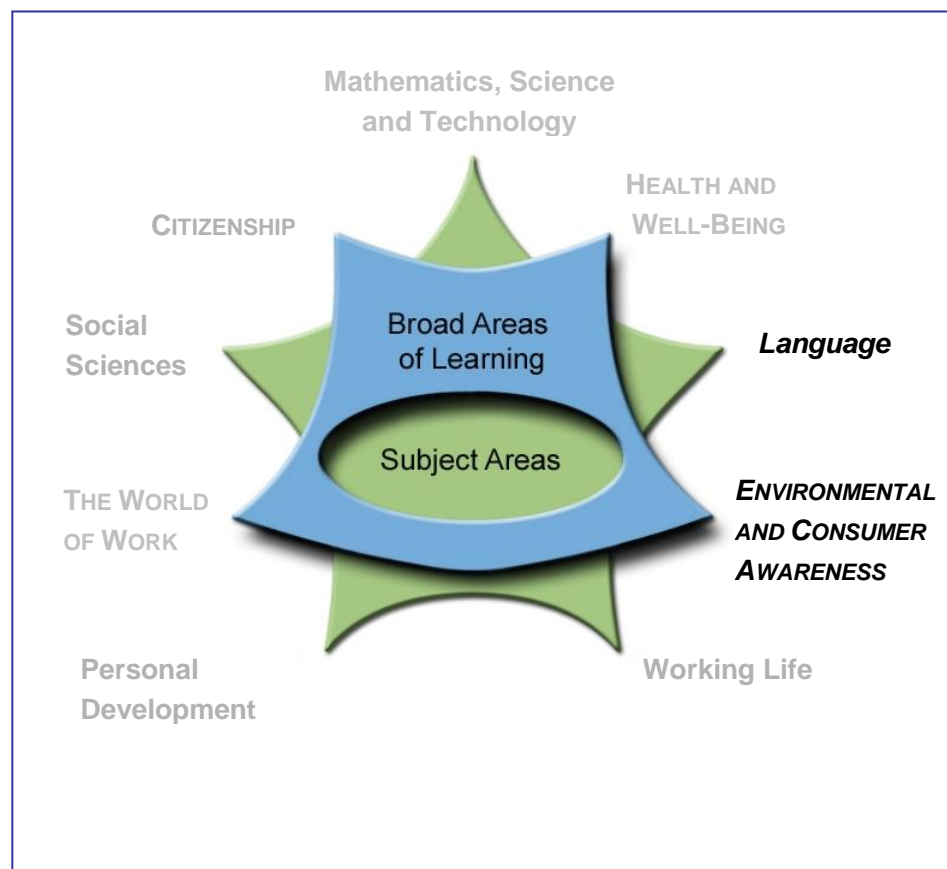 Mathematics, Science
and Technology
HEALTH AND
WELL-BEING
CITIZENSHIP
Broad Areas
of Learning
Social
Sciences
Language
Subject Areas
THE WORLD
OF WORK
ENVIRONMENTAL
AND CONSUMER
AWARENESS
Personal
Development
Working Life